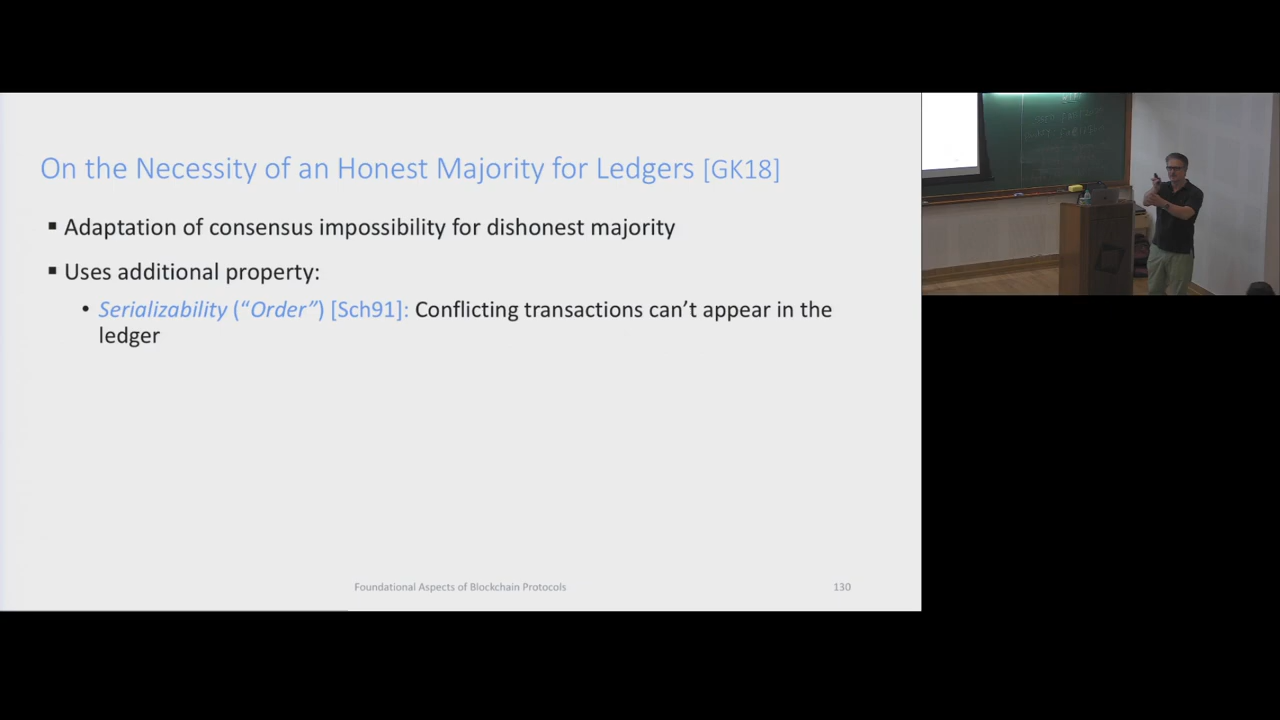 On the Necessity of an Honest Majority for Ledgers [GK18]
▪ Adaptation of consensus impossibility for dishonest majority
▪ Uses additional property:
• Serializability (“Order”) [Sch91]: Conflicting transactions can’t appear in the
ledger
Foundational Aspects of Blockchain Protocols
130